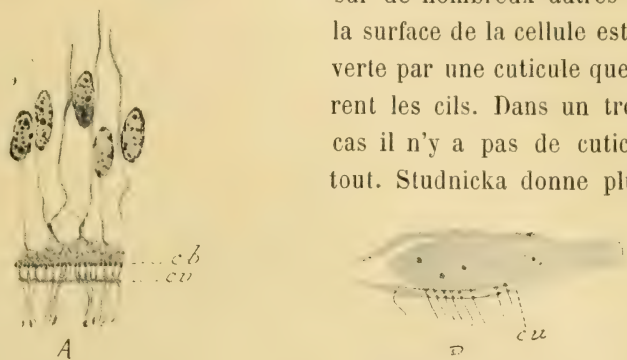 sur de nombreux autres
la surface de la cellule est
verte par une cuticule que
rent les cils. Dans un tr
cas il n'y a pas de cutic
tout. Studnicka donne pl
cb
cu
A
cu
D